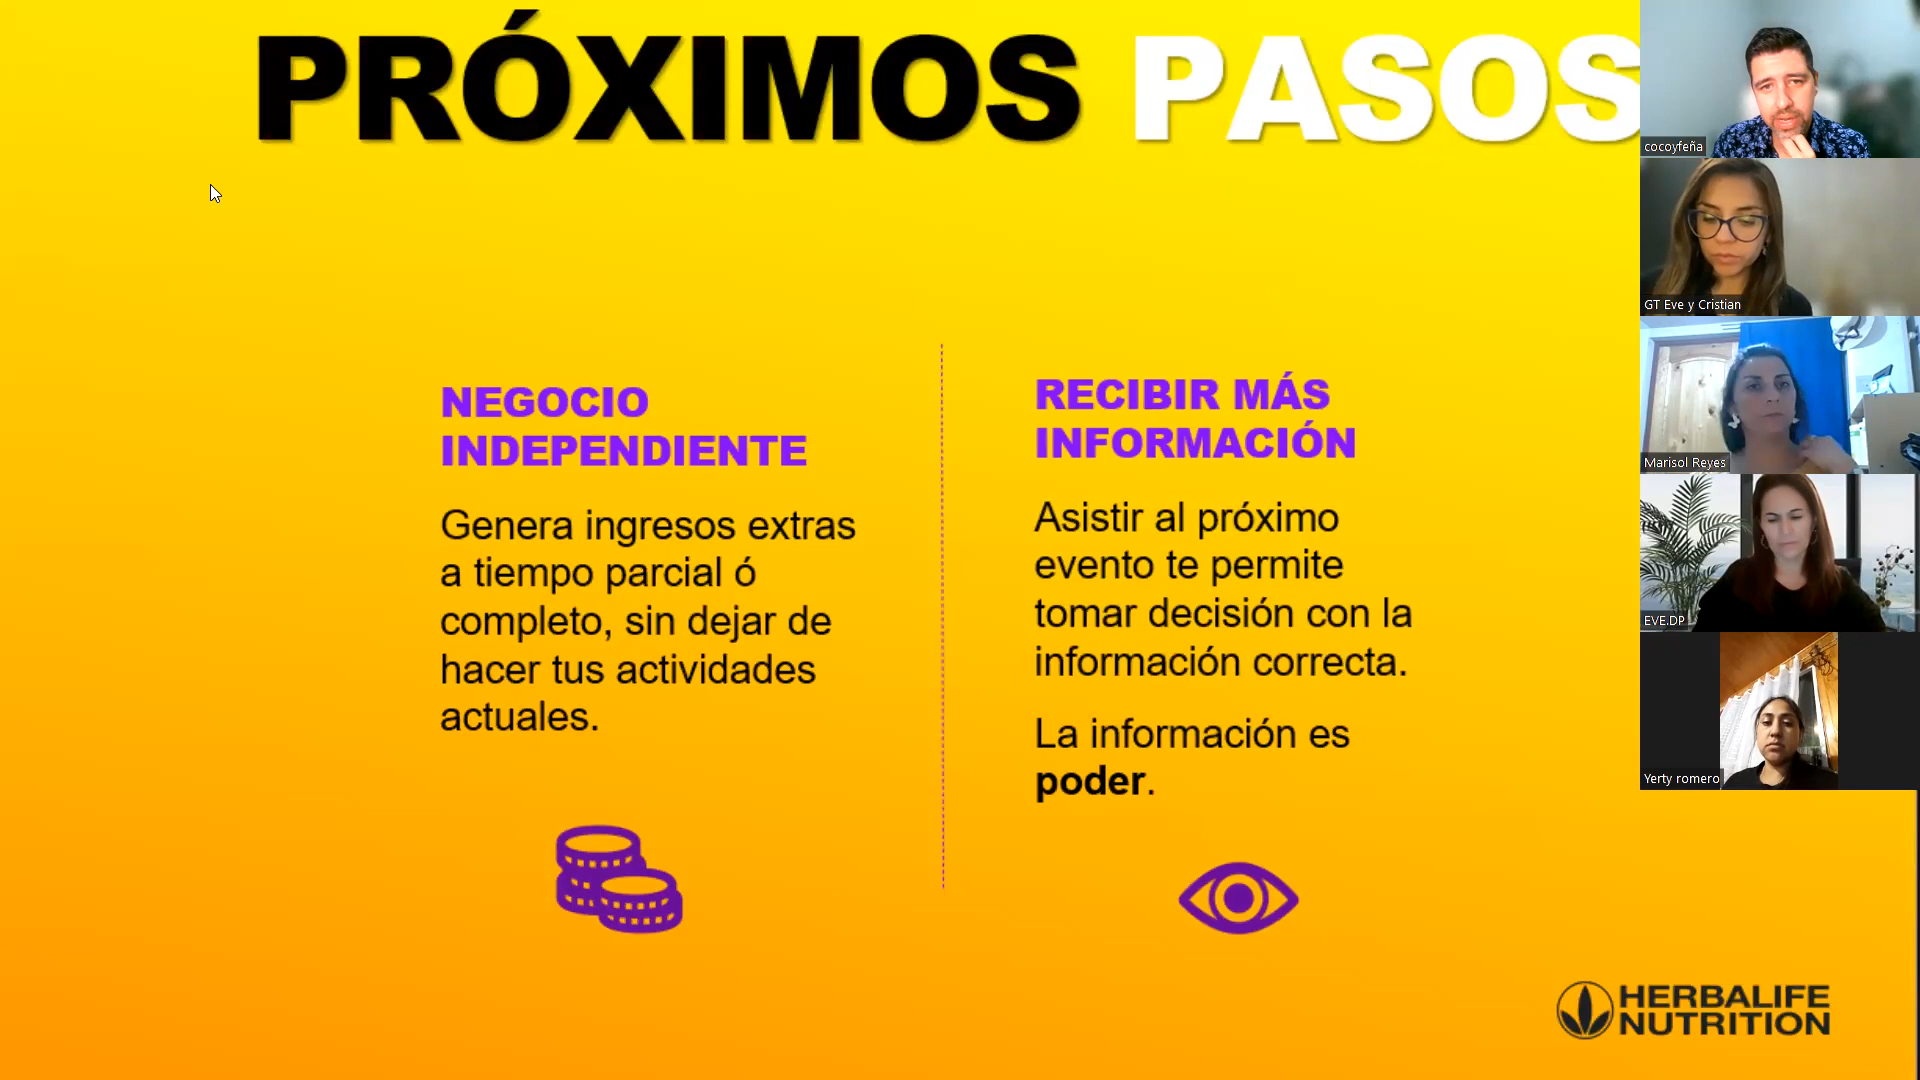 PRÓXIMOS PASOS
NEGOCIO
INDEPENDIENTE
Genera ingresos extras
a tiempo parcial ó
completo, sin dejar de
hacer tus actividades
actuales.
RECIBIR MÁS
INFORMACIÓN
Asistir al próximo
evento te permite
tomar decisión con la
información correcta.
La información es
poder.
HERBALIFE
NUTRITION
cocoyfeña
GT Eve y Cristian
Marisol Reyes
EVE.DP
Yerty romero